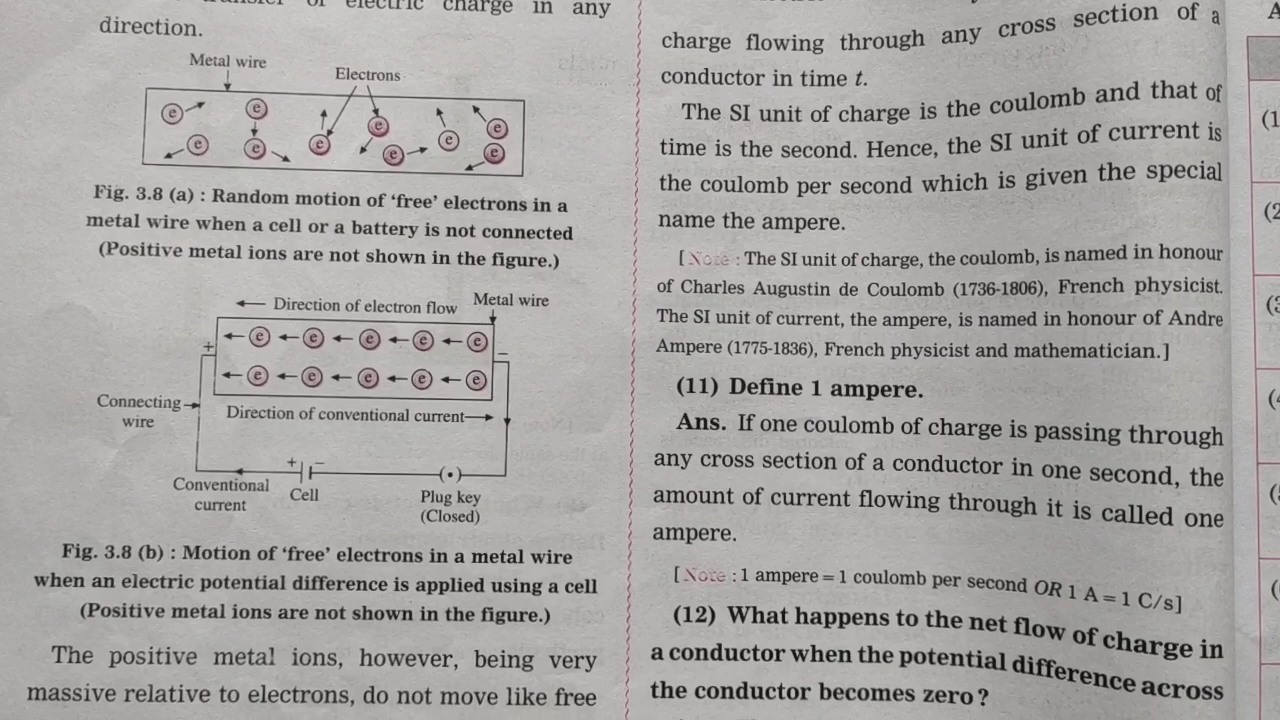 electric charge in any
direction.
Metal wire
Electrons
e e e e e e e e e e
Fig. 3.8 (a) : Random motion of 'free' electrons in a
metal wire when a cell or a battery is not connected
(Positive metal ions are not shown in the figure.)
Direction of electron flow
Metal wire
+ e e e e e −
e e e e e
Connecting
wire
Direction of conventional current
+ −
Conventional
current
Cell
Plug key
(Closed)
Fig. 3.8 (b) : Motion of 'free' electrons in a metal wire
when an electric potential difference is applied using a cell
(Positive metal ions are not shown in the figure.)
The positive metal ions, however, being very
massive relative to electrons, do not move like free
charge flowing through any cross section of a
conductor in time t.
The SI unit of charge is the coulomb and that of
time is the second. Hence, the SI unit of current is
the coulomb per second which is given the special
name the ampere.
[Note : The SI unit of charge, the coulomb, is named in honour
of Charles Augustin de Coulomb (1736-1806), French physicist.
The SI unit of current, the ampere, is named in honour of Andre
Ampere (1775-1836), French physicist and mathematician.]
(11) Define 1 ampere.
Ans. If one coulomb of charge is passing through
any cross section of a conductor in one second, the
amount of current flowing through it is called one
ampere.
[Note : 1 ampere = 1 coulomb per second OR 1 A = 1 C/s]
(12) What happens to the net flow of charge in
a conductor when the potential difference across
the conductor becomes zero?